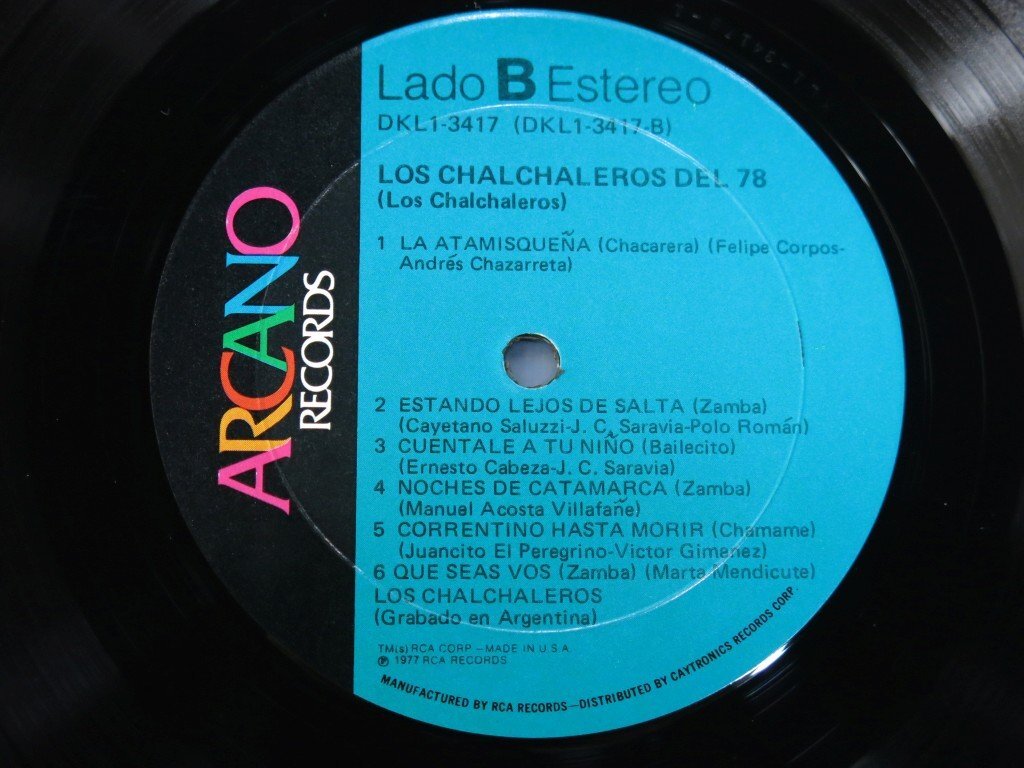 ARCANO
RECORDS
Lado B Estereo
DKL1-3417 (DKL1-3417-B)
LOS CHALCHALEROS DEL 78
(Los Chalchaleros)
1 LA ATAMISQUEÑA (Chacarera) (Felipe Corpos-
Andrés Chazarreta)
2 ESTANDO LEJOS DE SALTA (Zamba)
(Cayetano Saluzzi-J. C. Saravia-Polo Román)
3 CUENTALE A TU NIÑO (Bailecito)
(Ernesto Cabeza-J. C. Saravia)
4 NOCHES DE CATAMARCA (Zamba)
(Manuel Acosta Villafañe)
5 CORRENTINO HASTA MORIR (Chamame)
(Juancito El Peregrino-Victor Gimenez)
6 QUE SEAS VOS (Zamba) (Marta Mendicute)
LOS CHALCHALEROS
(Grabado en Argentina)
TM(s) RCA CORP.-MADE IN U.S.A.
℗ 1977 RCA RECORDS
MANUFACTURED BY RCA RECORDS—DISTRIBUTED BY CAYTRONICS RECORDS CORP.